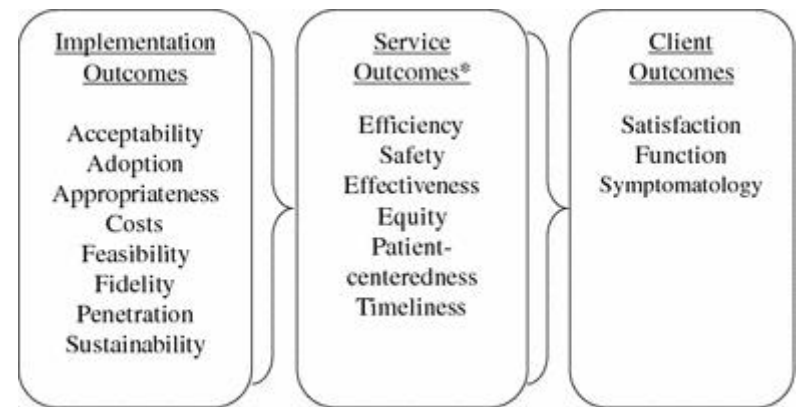 Implementation
Outcomes
Acceptability
Adoption
Appropriateness
Costs
Feasibility
Fidelity
Penetration
Sustainability
Service
Outcomes*
Efficiency
Safety
Effectiveness
Equity
Patient-
centeredness
Timeliness
Client
Outcomes
Satisfaction
Function
Symptomatology